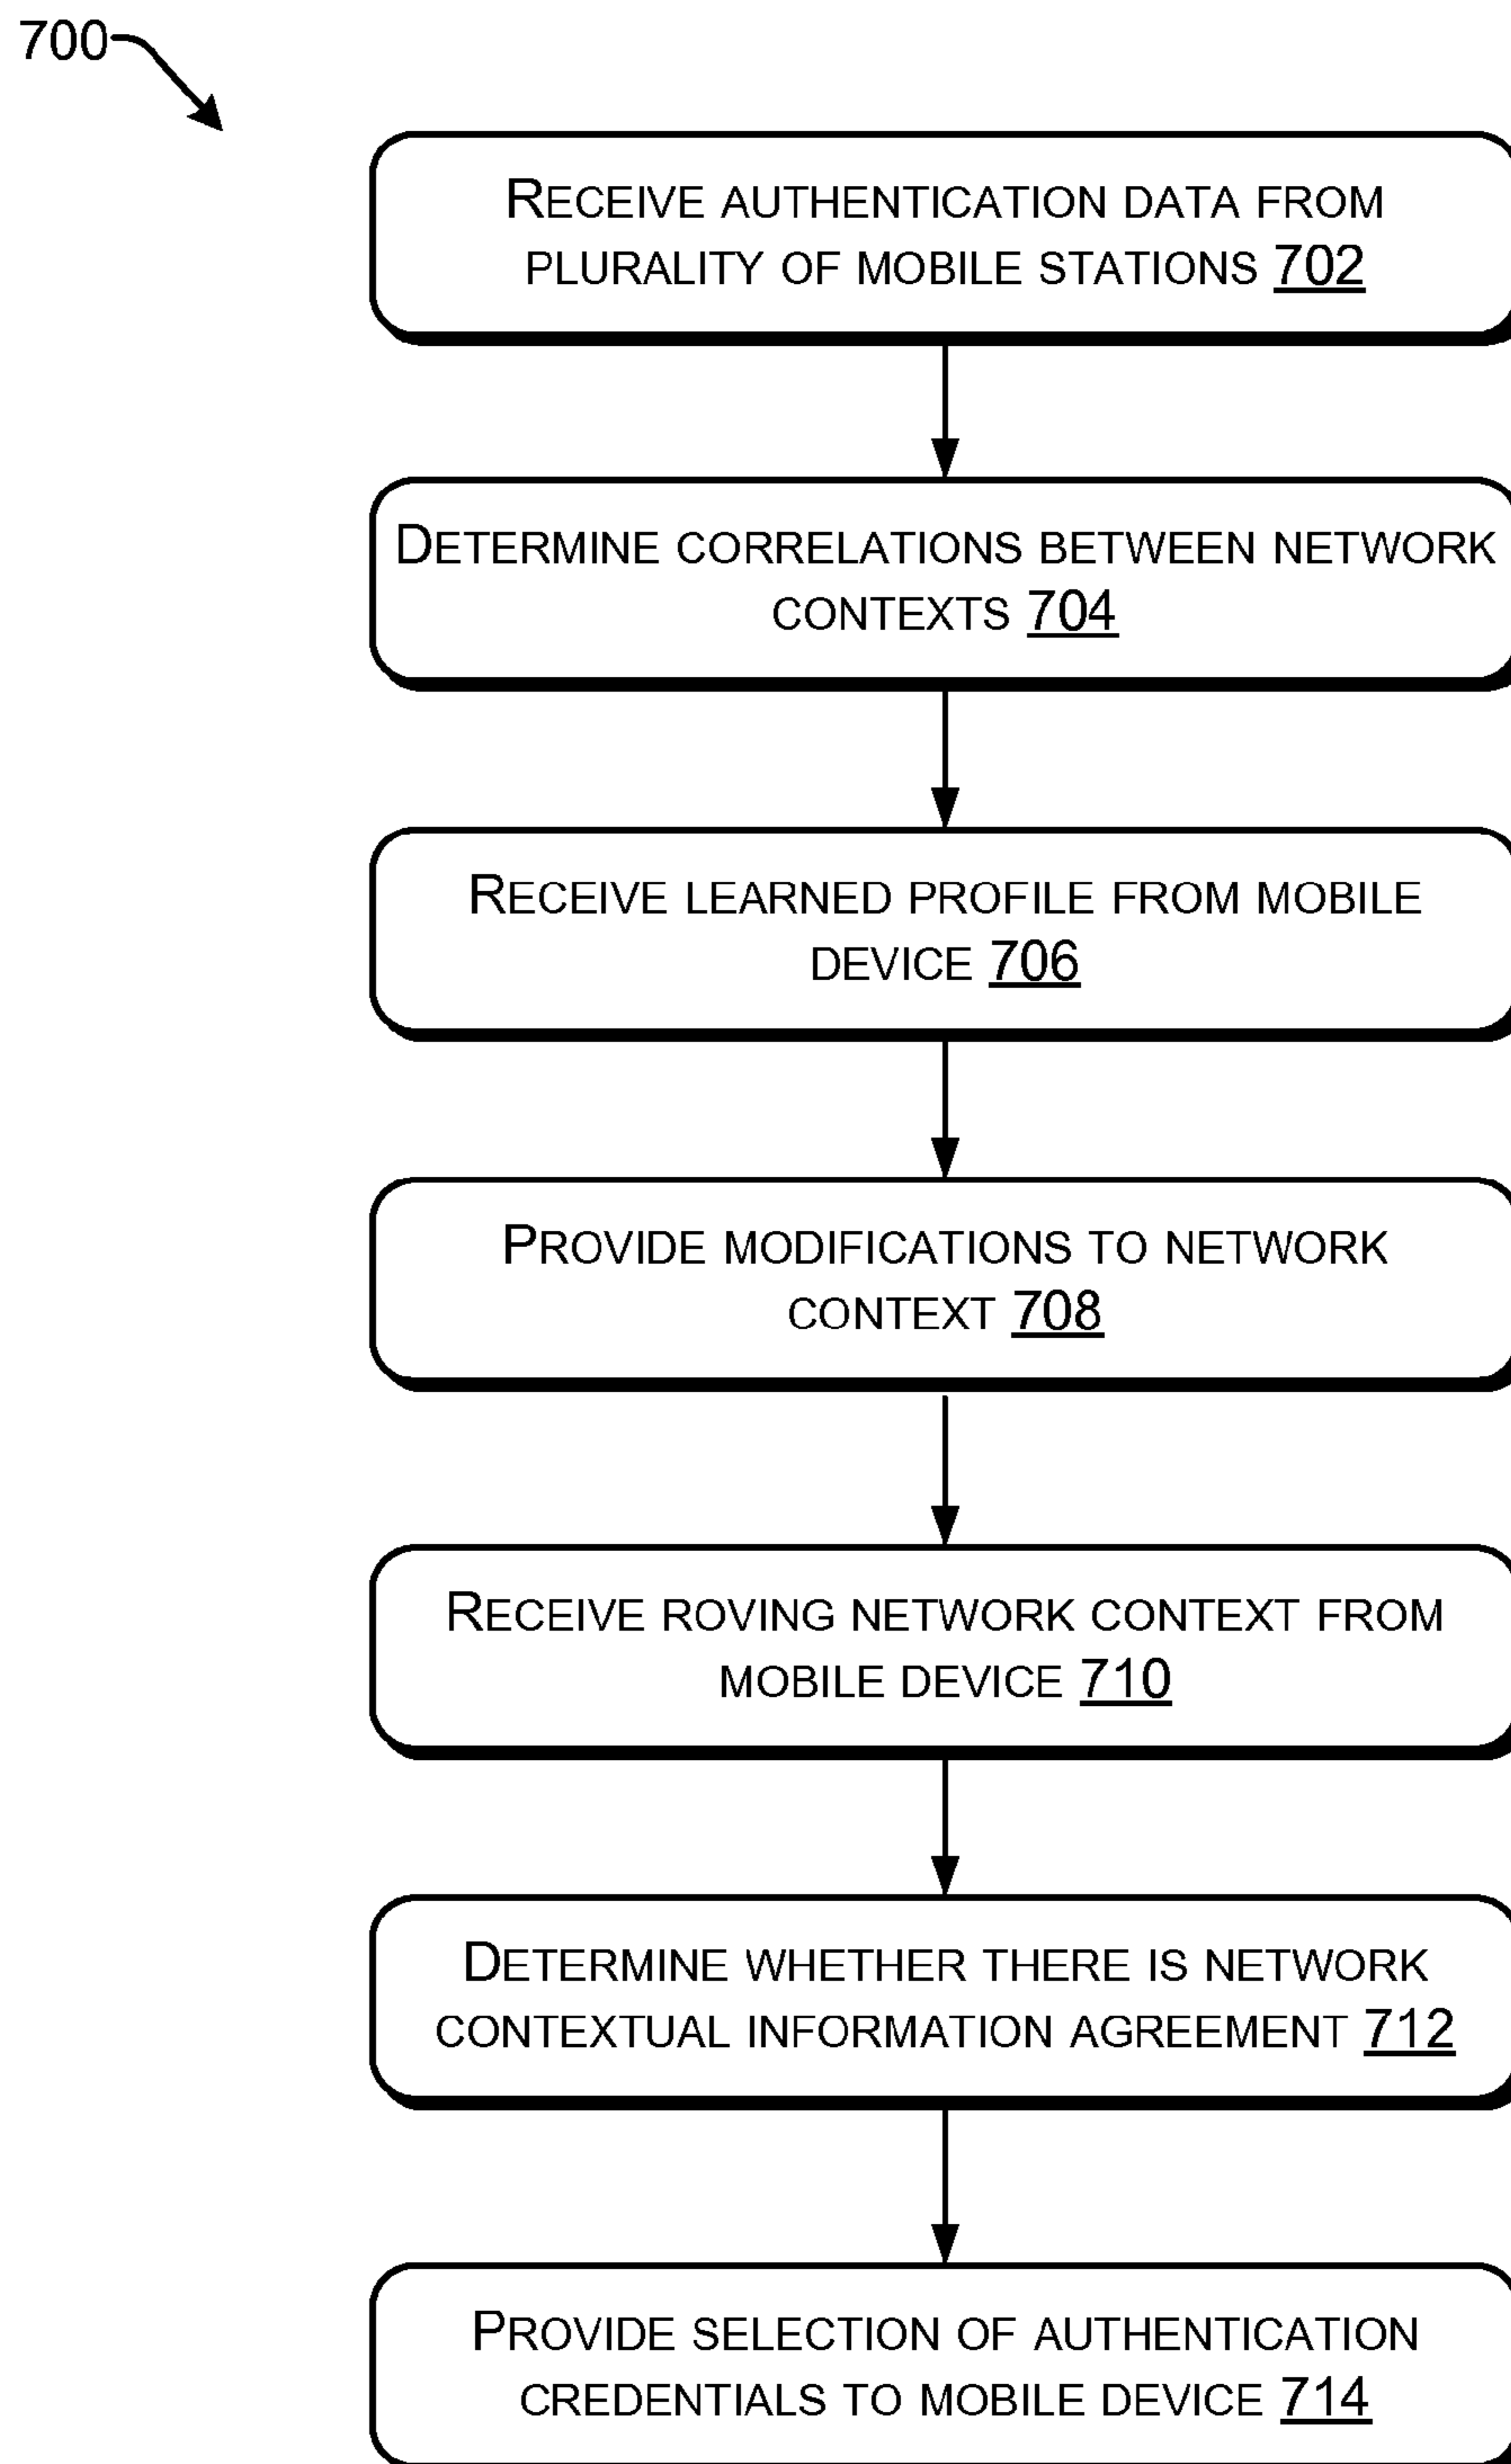 700
RECEIVE AUTHENTICATION DATA FROM
PLURALITY OF MOBILE STATIONS 702
DETERMINE CORRELATIONS BETWEEN NETWORK
CONTEXTS 704
RECEIVE LEARNED PROFILE FROM MOBILE
DEVICE 706
PROVIDE MODIFICATIONS TO NETWORK
CONTEXT 708
RECEIVE ROVING NETWORK CONTEXT FROM
MOBILE DEVICE 710
DETERMINE WHETHER THERE IS NETWORK
CONTEXTUAL INFORMATION AGREEMENT 712
PROVIDE SELECTION OF AUTHENTICATION
CREDENTIALS TO MOBILE DEVICE 714